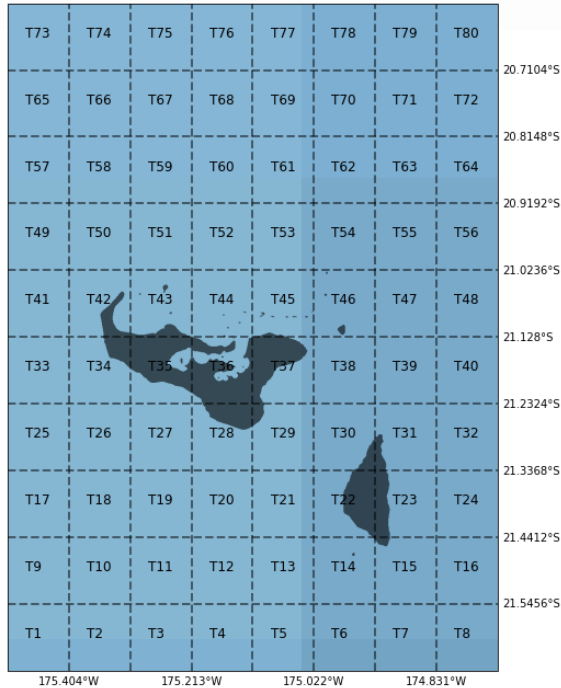 T73 T74 T75 T76 T77 T78 T79 T80
20.7104°S
T65 T66 T67 T68 T69 T70 T71 T72
20.8148°S
T57 T58 T59 T60 T61 T62 T63 T64
20.9192°S
T49 T50 T51 T52 T53 T54 T55 T56
21.0236°S
T41 T42 T43 T44 T45 T46 T47 T48
21.128°S
T33 T34 T35 T36 T37 T38 T39 T40
21.2324°S
T25 T26 T27 T28 T29 T30 T31 T32
21.3368°S
T17 T18 T19 T20 T21 T22 T23 T24
21.4412°S
T9 T10 T11 T12 T13 T14 T15 T16
21.5456°S
T1 T2 T3 T4 T5 T6 T7 T8
175.404°W 175.213°W 175.022°W 174.831°W